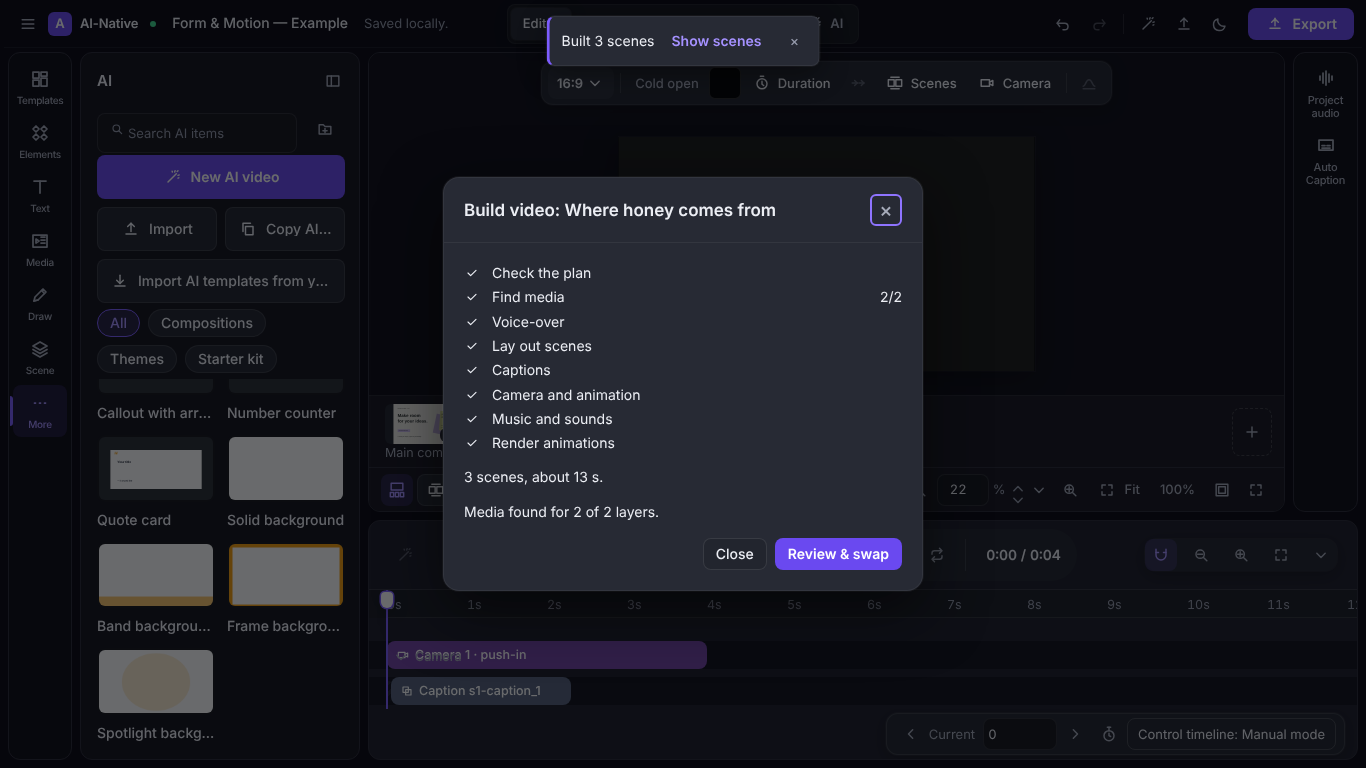 A AI-Native Form & Motion — Example Saved locally. Edit AI Export
Built 3 scenes Show scenes ×
Templates
Elements
Text
Media
Draw
Scene
More
AI
Search AI items
New AI video
Import Copy AI...
Import AI templates from y...
All Compositions
Themes Starter kit
Callout with arr... Number counter
Quote card Solid background
Band backgrou... Frame backgro...
Spotlight backg...
16:9 Cold open Duration Scenes Camera
Project
audio
Auto
Caption
Build video: Where honey comes from ×
Check the plan
Find media 2/2
Voice-over
Lay out scenes
Captions
Camera and animation
Music and sounds
Render animations
3 scenes, about 13 s.
Media found for 2 of 2 layers.
Close Review & swap
Make room
for your ideas.
Main com
22 % Fit 100%
0:00 / 0:04
1s 2s 3s 4s 5s 6s 7s 8s 9s 10s 11s
Camera 1 · push-in
Caption s1-caption_1
Current 0 Control timeline: Manual mode